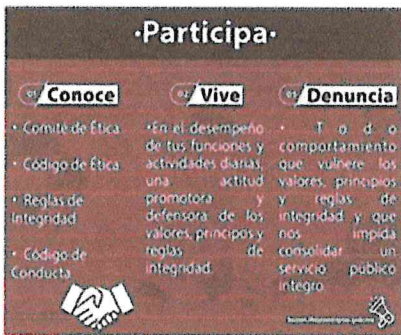 ·Participa·
01 Conoce
• Comité de Ética
• Código de Ética
• Reglas de
Integridad
• Código de
Conducta
02 Vive
•En el desempeño
de tus funciones y
actividades diarias,
una actitud
promotora y
defensora de los
valores, principios y
reglas de
integridad.
03 Denuncia
• Todo
comportamiento
que vulnere los
valores, principios
y reglas de
integridad y que
nos impida
consolidar un
servicio público
íntegro